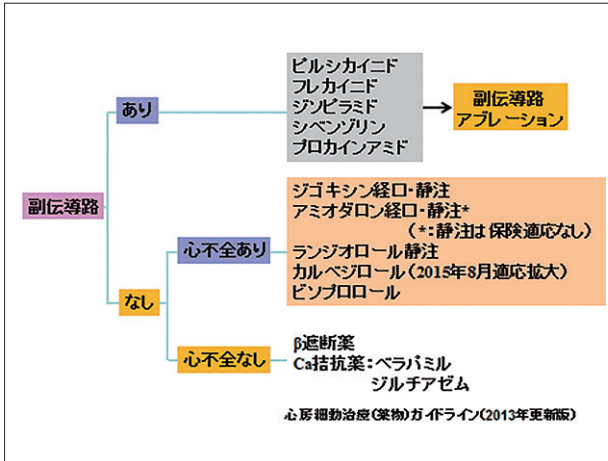 副伝導路
あり
ピルシカイニド
フレカイニド
ジソピラミド
シベンゾリン
プロカインアミド
副伝導路
アブレーション
なし
心不全あり
ジゴキシン経口・静注
アミオダロン経口・静注*
(*:静注は保険適応なし)
ランジオロール静注
カルベジロール(2015年8月適応拡大)
ビソプロロール
心不全なし
β遮断薬
Ca拮抗薬:ベラパミル
ジルチアゼム
心房細動治療(薬物)ガイドライン(2013年更新版)